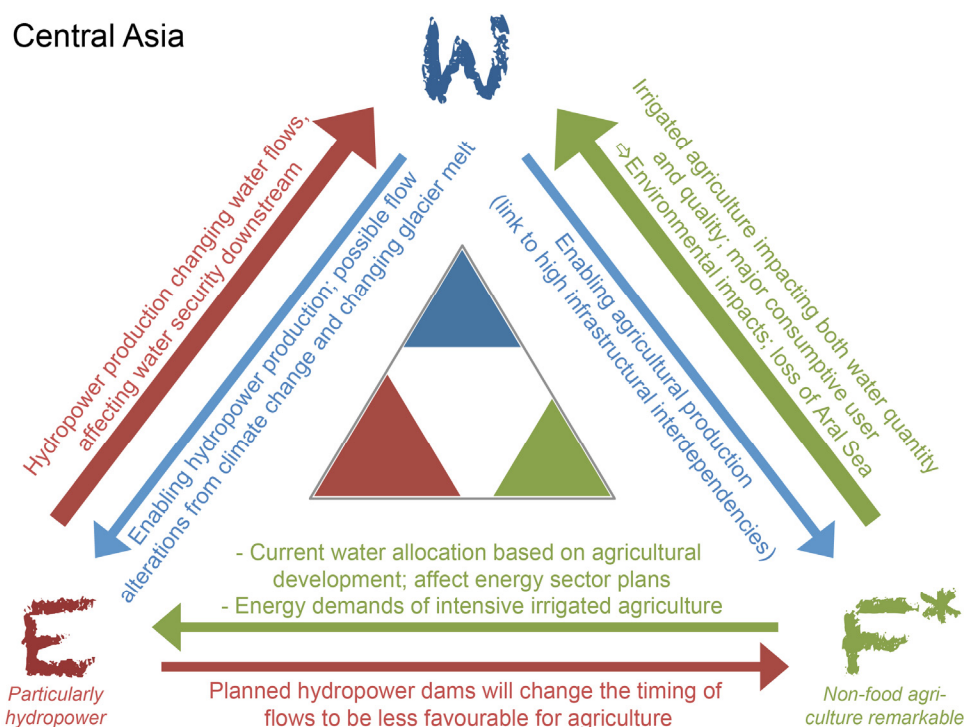 Central Asia
W
Hydropower production changing water flows,
affecting water security downstream
Enabling hydropower production; possible flow
alterations from climate change and changing glacier melt
Enabling agricultural production
(link to high infrastructural interdependencies)
Irrigated agriculture impacting both water quantity
and quality; major consumptive user
⇨Environmental impacts; loss of Aral Sea
- Current water allocation based on agricultural
development; affect energy sector plans
- Energy demands of intensive irrigated agriculture
E
Particularly
hydropower
F*
Non-food agri-
culture remarkable
Planned hydropower dams will change the timing of
flows to be less favourable for agriculture